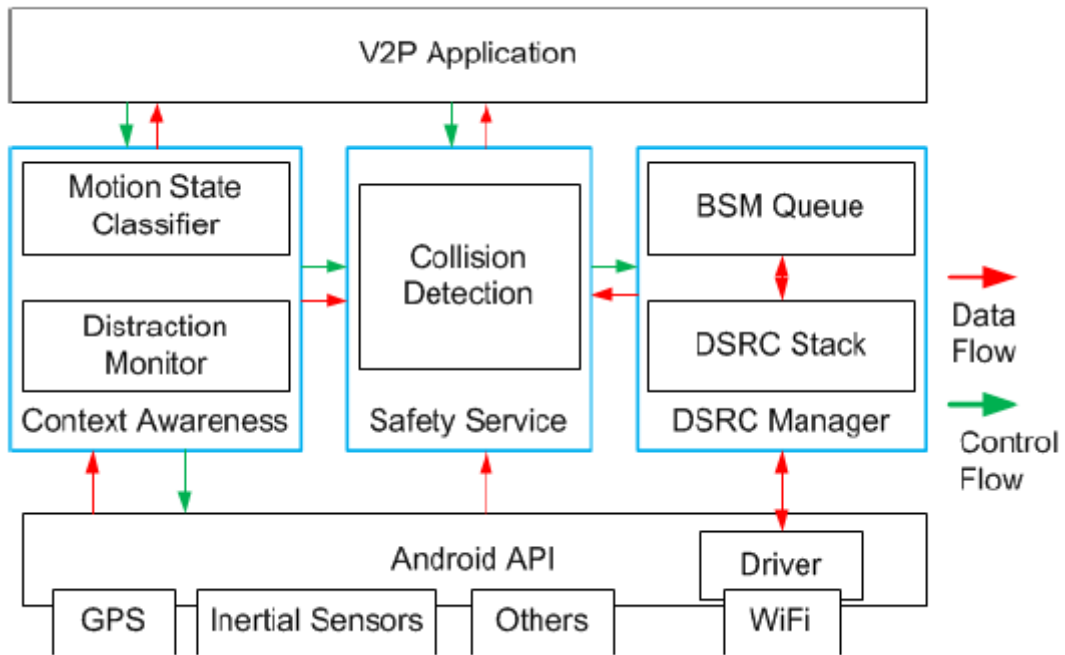 V2P Application
Motion State
Classifier
Distraction
Monitor
Context Awareness
Collision
Detection
Safety Service
BSM Queue
DSRC Stack
DSRC Manager
Data
Flow
Control
Flow
Android API
Driver
GPS
Inertial Sensors
Others
WiFi